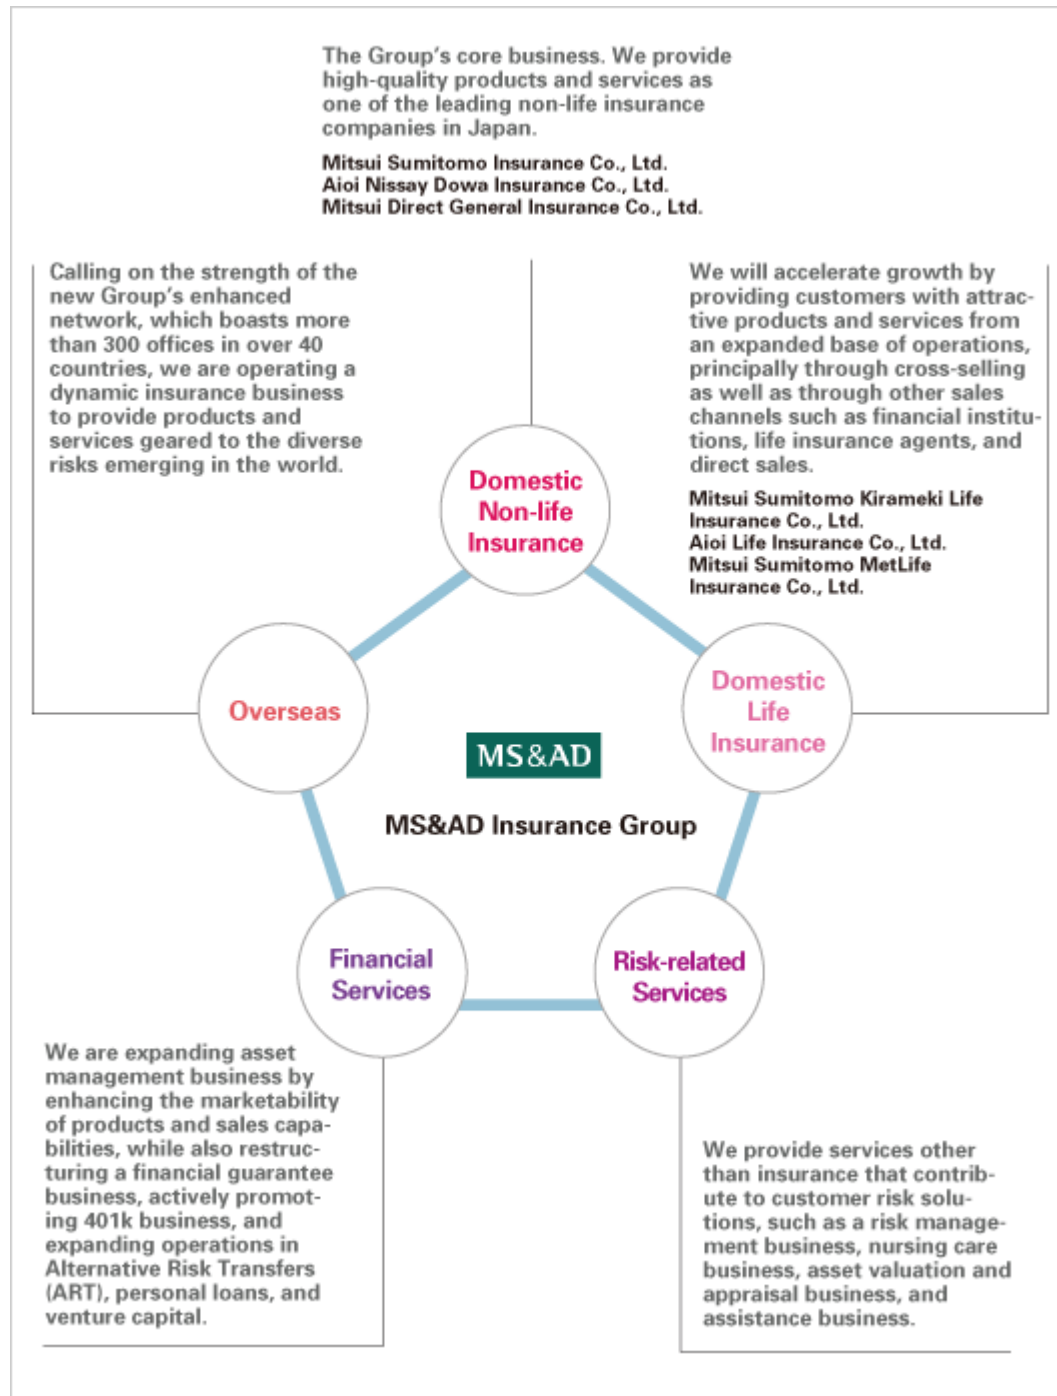 The Group's core business. We provide
high-quality products and services as
one of the leading non-life insurance
companies in Japan.
Mitsui Sumitomo Insurance Co., Ltd.
Aioi Nissay Dowa Insurance Co., Ltd.
Mitsui Direct General Insurance Co., Ltd.
Calling on the strength of the
new Group's enhanced
network, which boasts more
than 300 offices in over 40
countries, we are operating a
dynamic insurance business
to provide products and
services geared to the diverse
risks emerging in the world.
We will accelerate growth by
providing customers with attrac-
tive products and services from
an expanded base of operations,
principally through cross-selling
as well as through other sales
channels such as financial institu-
tions, life insurance agents, and
direct sales.
Mitsui Sumitomo Kirameki Life
Insurance Co., Ltd.
Aioi Life Insurance Co., Ltd.
Mitsui Sumitomo MetLife
Insurance Co., Ltd.
Domestic
Non-life
Insurance
Overseas
Domestic
Life
Insurance
MS&AD
MS&AD Insurance Group
Financial
Services
Risk-related
Services
We are expanding asset
management business by
enhancing the marketability
of products and sales capa-
bilities, while also restruc-
turing a financial guarantee
business, actively promot-
ing 401k business, and
expanding operations in
Alternative Risk Transfers
(ART), personal loans, and
venture capital.
We provide services other
than insurance that contrib-
ute to customer risk solu-
tions, such as a risk manage-
ment business, nursing care
business, asset valuation and
appraisal business, and
assistance business.